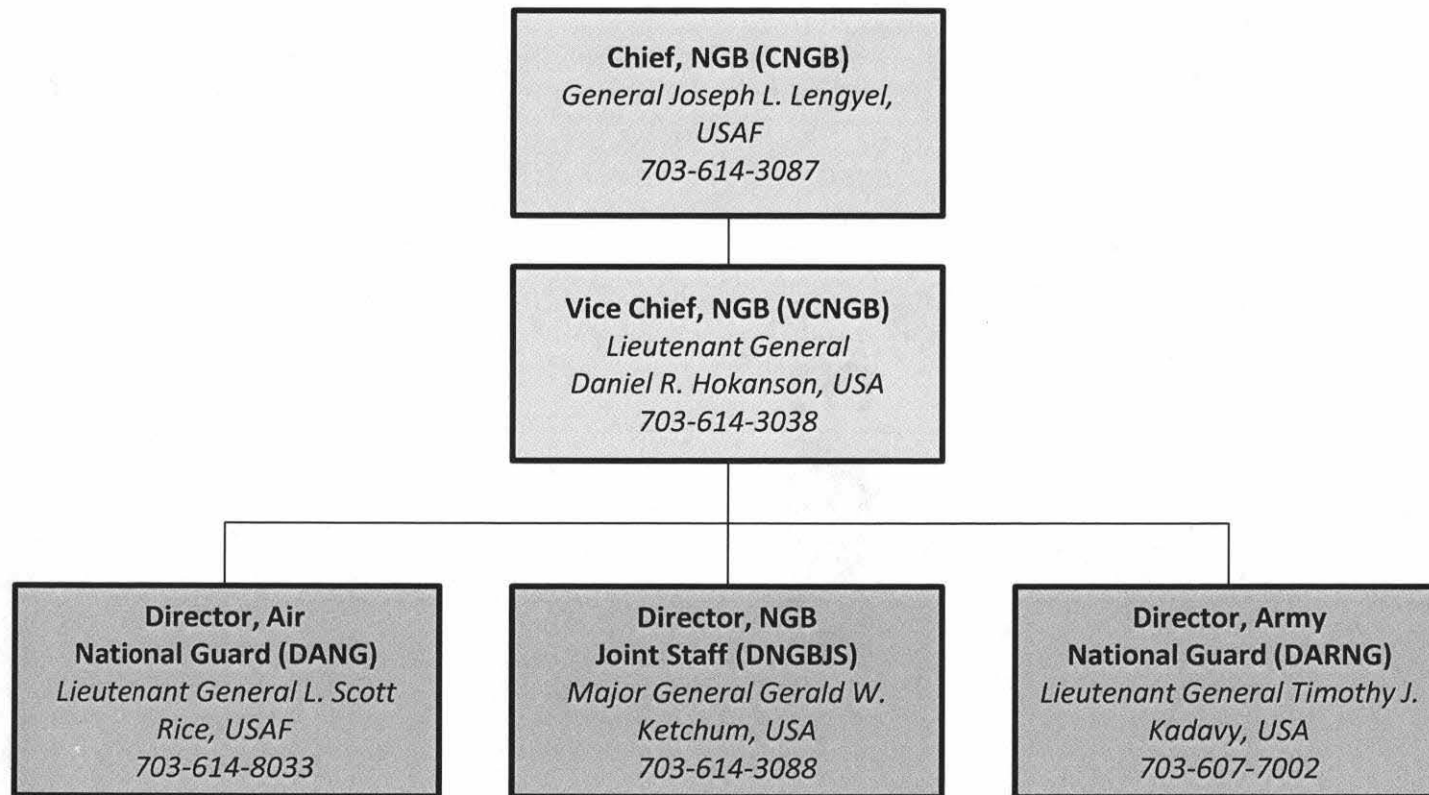 Chief, NGB (CNGB)
General Joseph L. Lengyel,
USAF
703-614-3087
Vice Chief, NGB (VCNGB)
Lieutenant General
Daniel R. Hokanson, USA
703-614-3038
Director, Air
National Guard (DANG)
Lieutenant General L. Scott
Rice, USAF
703-614-8033
Director, NGB
Joint Staff (DNGBJS)
Major General Gerald W.
Ketchum, USA
703-614-3088
Director, Army
National Guard (DARNG)
Lieutenant General Timothy J.
Kadavy, USA
703-607-7002